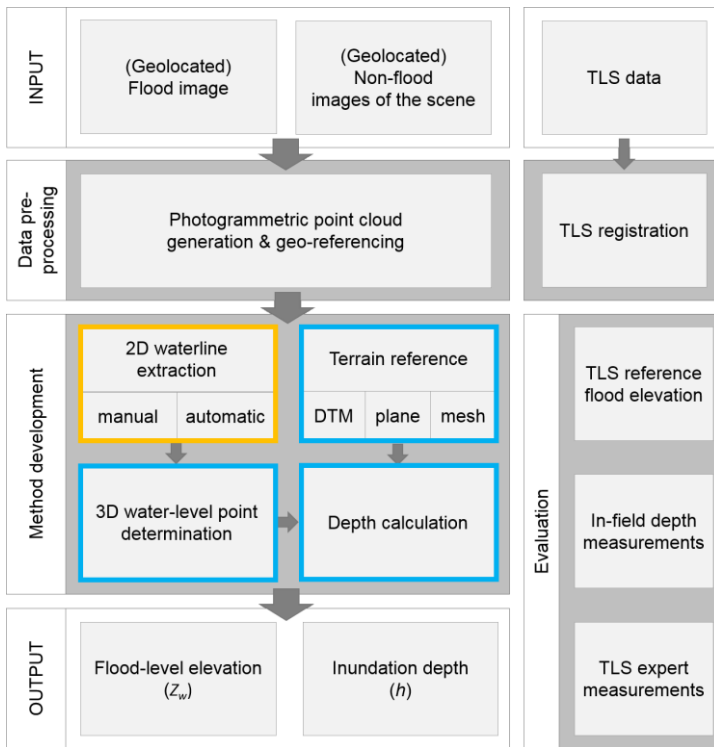 INPUT
(Geolocated)
Flood image
(Geolocated)
Non-flood
images of the scene
TLS data
Data pre-
processing
Photogrammetric point cloud
generation & geo-referencing
TLS registration
Method development
2D waterline
extraction
manual
automatic
Terrain reference
DTM
plane
mesh
3D water-level point
determination
Depth calculation
OUTPUT
Flood-level elevation
(Zw)
Inundation depth
(h)
Evaluation
TLS reference
flood elevation
In-field depth
measurements
TLS expert
measurements